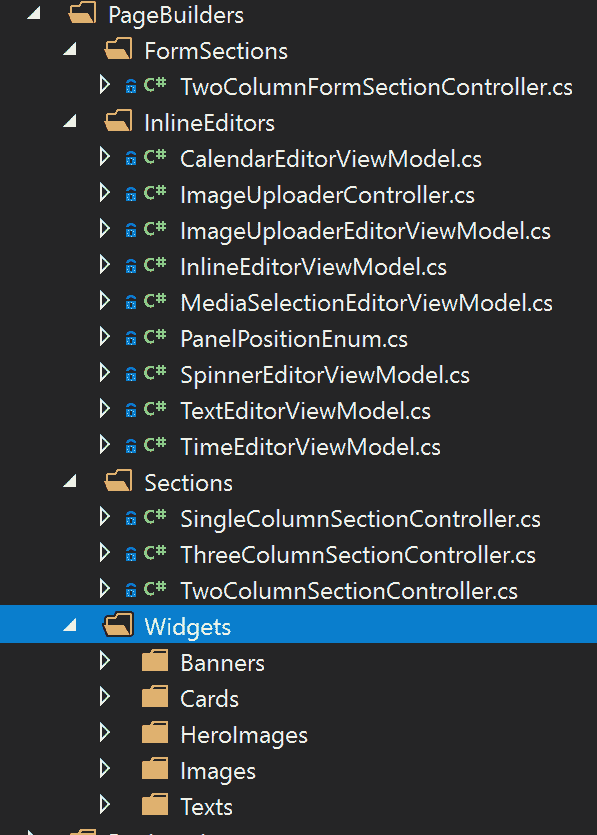 PageBuilders
FormSections
C# TwoColumnFormSectionController.cs
InlineEditors
C# CalendarEditorViewModel.cs
C# ImageUploaderController.cs
C# ImageUploaderEditorViewModel.cs
C# InlineEditorViewModel.cs
C# MediaSelectionEditorViewModel.cs
C# PanelPositionEnum.cs
C# SpinnerEditorViewModel.cs
C# TextEditorViewModel.cs
C# TimeEditorViewModel.cs
Sections
C# SingleColumnSectionController.cs
C# ThreeColumnSectionController.cs
C# TwoColumnSectionController.cs
Widgets
Banners
Cards
HeroImages
Images
Texts